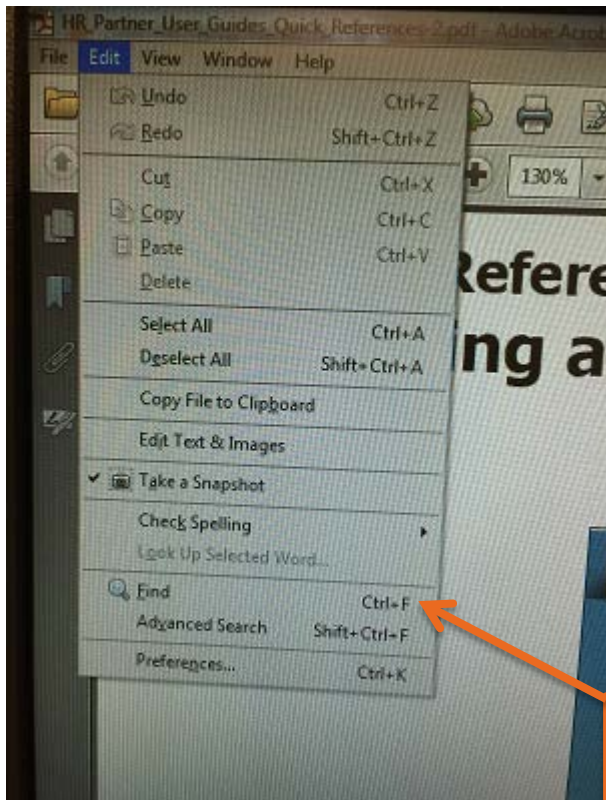 HR_Partner_User_Guides_Quick_References-2.pdf - Adobe Acrob
File Edit View Window Help
Undo Ctrl+Z
Redo Shift+Ctrl+Z
130%
Cut Ctrl+X
Copy Ctrl+C
Paste Ctrl+V
Delete
Refere
Select All Ctrl+A
Deselect All Shift+Ctrl+A
ng a
Copy File to Clipboard
Edit Text & Images
Take a Snapshot
Check Spelling
Look Up Selected Word...
Find Ctrl+F
Advanced Search Shift+Ctrl+F
Preferences... Ctrl+K